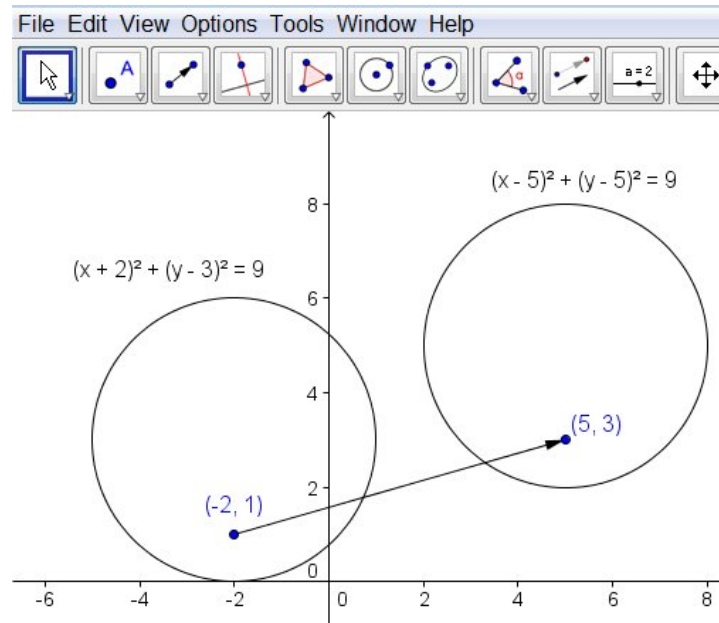 File Edit View Options Tools Window Help
A
α
a = 2
(x - 5)² + (y - 5)² = 9
8
(x + 2)² + (y - 3)² = 9
6
4
(5, 3)
2
(-2, 1)
0
-6 -4 -2 0 2 4 6 8